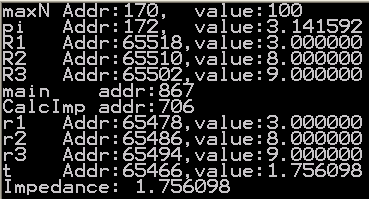 maxN Addr:170,  value:100
pi   Addr:172,  value:3.141592
R1   Addr:65518,value:3.000000
R2   Addr:65510,value:8.000000
R3   Addr:65502,value:9.000000
main    addr:867
CalcImp addr:706
r1   Addr:65478,value:3.000000
r2   Addr:65486,value:8.000000
r3   Addr:65494,value:9.000000
t    Addr:65466,value:1.756098
Impedance: 1.756098